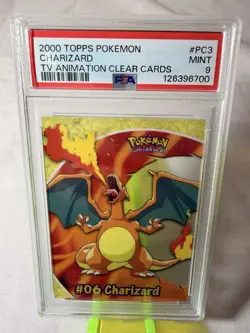 2000 TOPPS POKEMON #PC3
CHARIZARD MINT
TV ANIMATION CLEAR CARDS 9
PSA 126396700
POKéMON
#06 Charizard